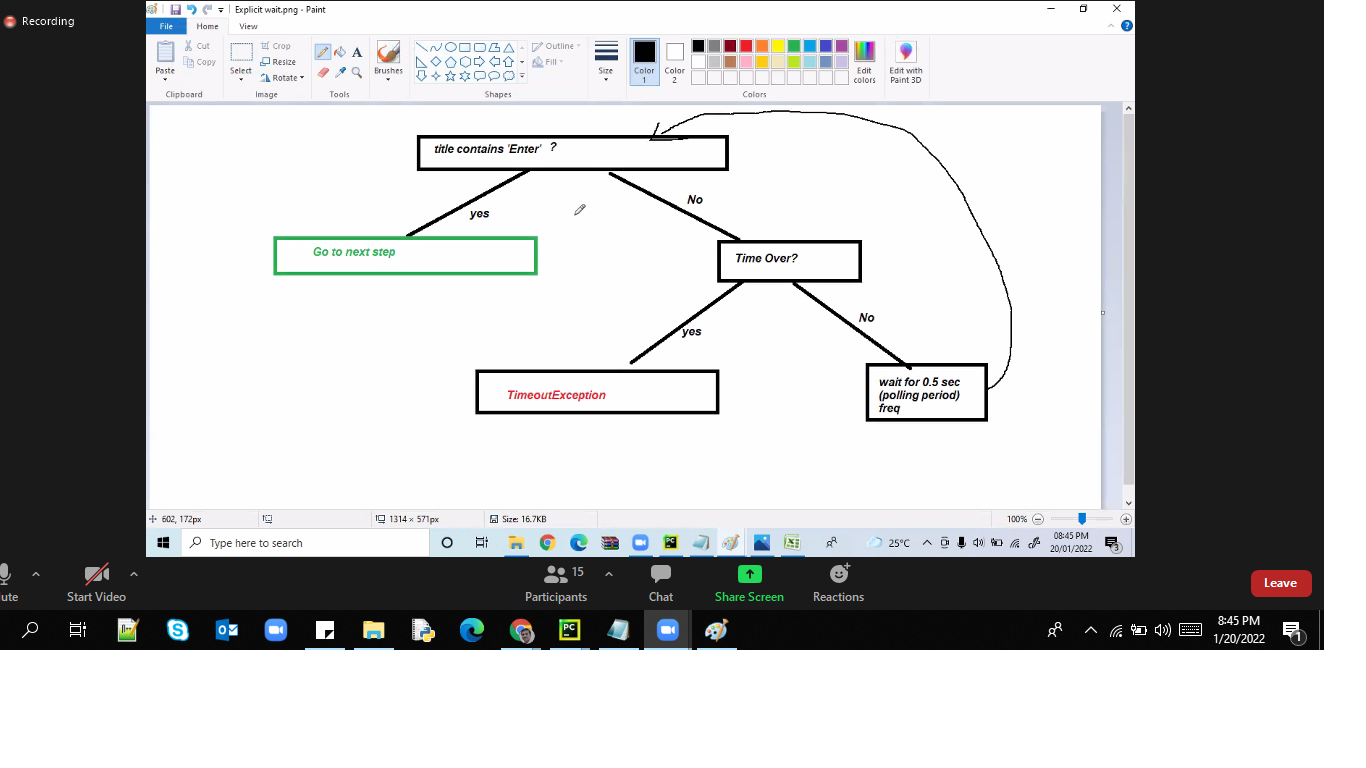 Recording
Explicit wait.png - Paint
File Home View
Paste
Cut
Copy
Clipboard
Select
Crop
Resize
Rotate
Image
A
Tools
Brushes
Outline
Fill
Shapes
Size
Color 1
Color 2
Edit colors
Colors
Edit with Paint 3D
title contains 'Enter' ?
yes
No
Go to next step
Time Over?
yes
No
TimeoutException
wait for 0.5 sec
(polling period)
freq
602, 172px
1314 × 571px
Size: 16.7KB
100%
Type here to search
PC
25°C
08:45 PM
20/01/2022
3
ute
Start Video
15
Participants
Chat
Share Screen
Reactions
Leave
PC
8:45 PM
1/20/2022
1